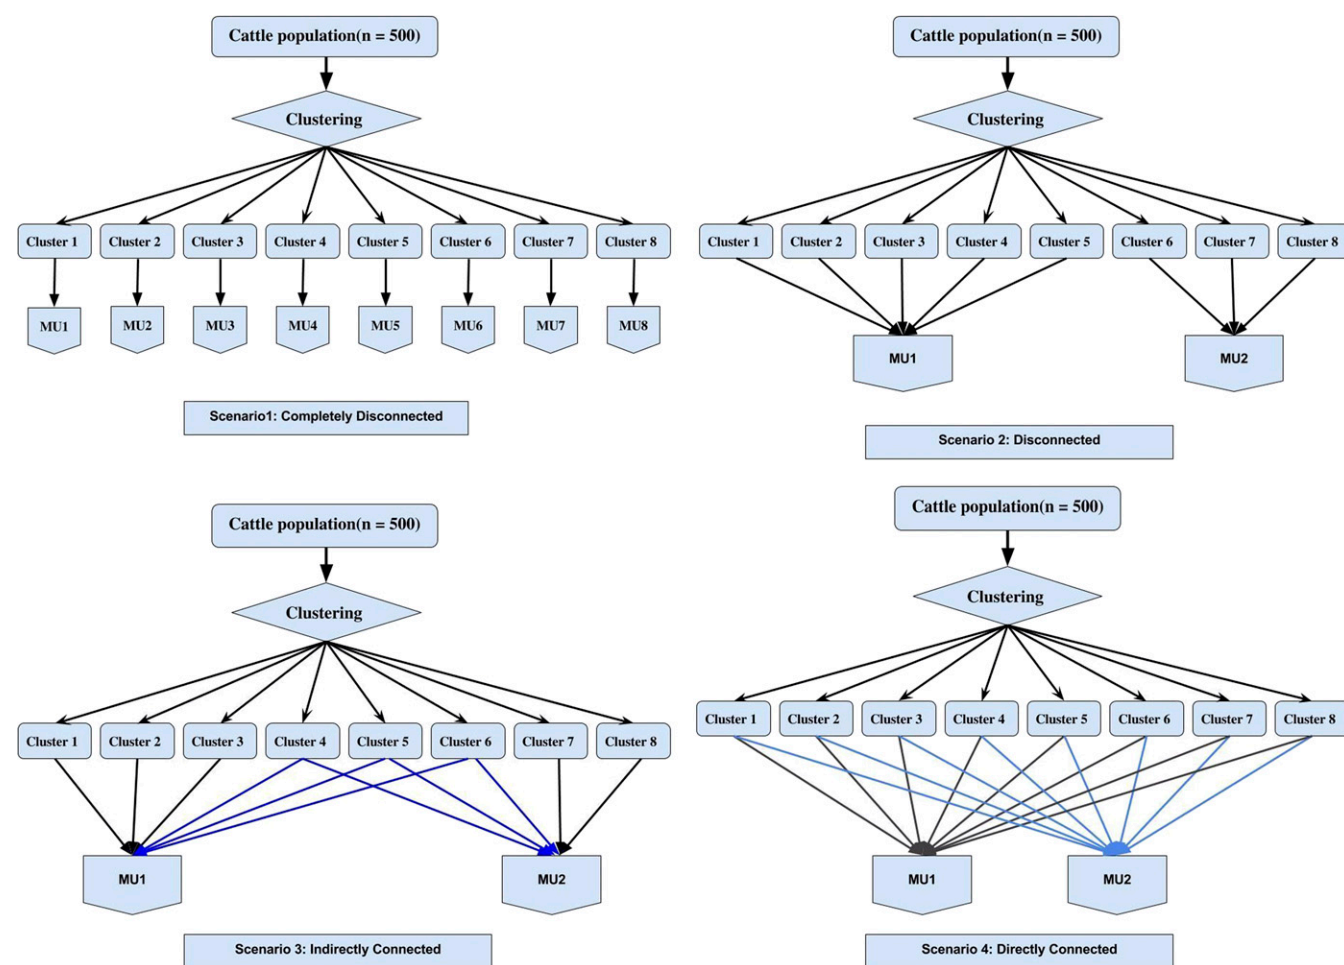 Cattle population(n = 500)
Clustering
Cluster 1
Cluster 2
Cluster 3
Cluster 4
Cluster 5
Cluster 6
Cluster 7
Cluster 8
MU1
MU2
MU3
MU4
MU5
MU6
MU7
MU8
Scenario1: Completely Disconnected
Cattle population(n = 500)
Clustering
Cluster 1
Cluster 2
Cluster 3
Cluster 4
Cluster 5
Cluster 6
Cluster 7
Cluster 8
MU1
MU2
Scenario 2: Disconnected
Cattle population(n = 500)
Clustering
Cluster 1
Cluster 2
Cluster 3
Cluster 4
Cluster 5
Cluster 6
Cluster 7
Cluster 8
MU1
MU2
Scenario 3: Indirectly Connected
Cattle population(n = 500)
Clustering
Cluster 1
Cluster 2
Cluster 3
Cluster 4
Cluster 5
Cluster 6
Cluster 7
Cluster 8
MU1
MU2
Scenario 4: Directly Connected